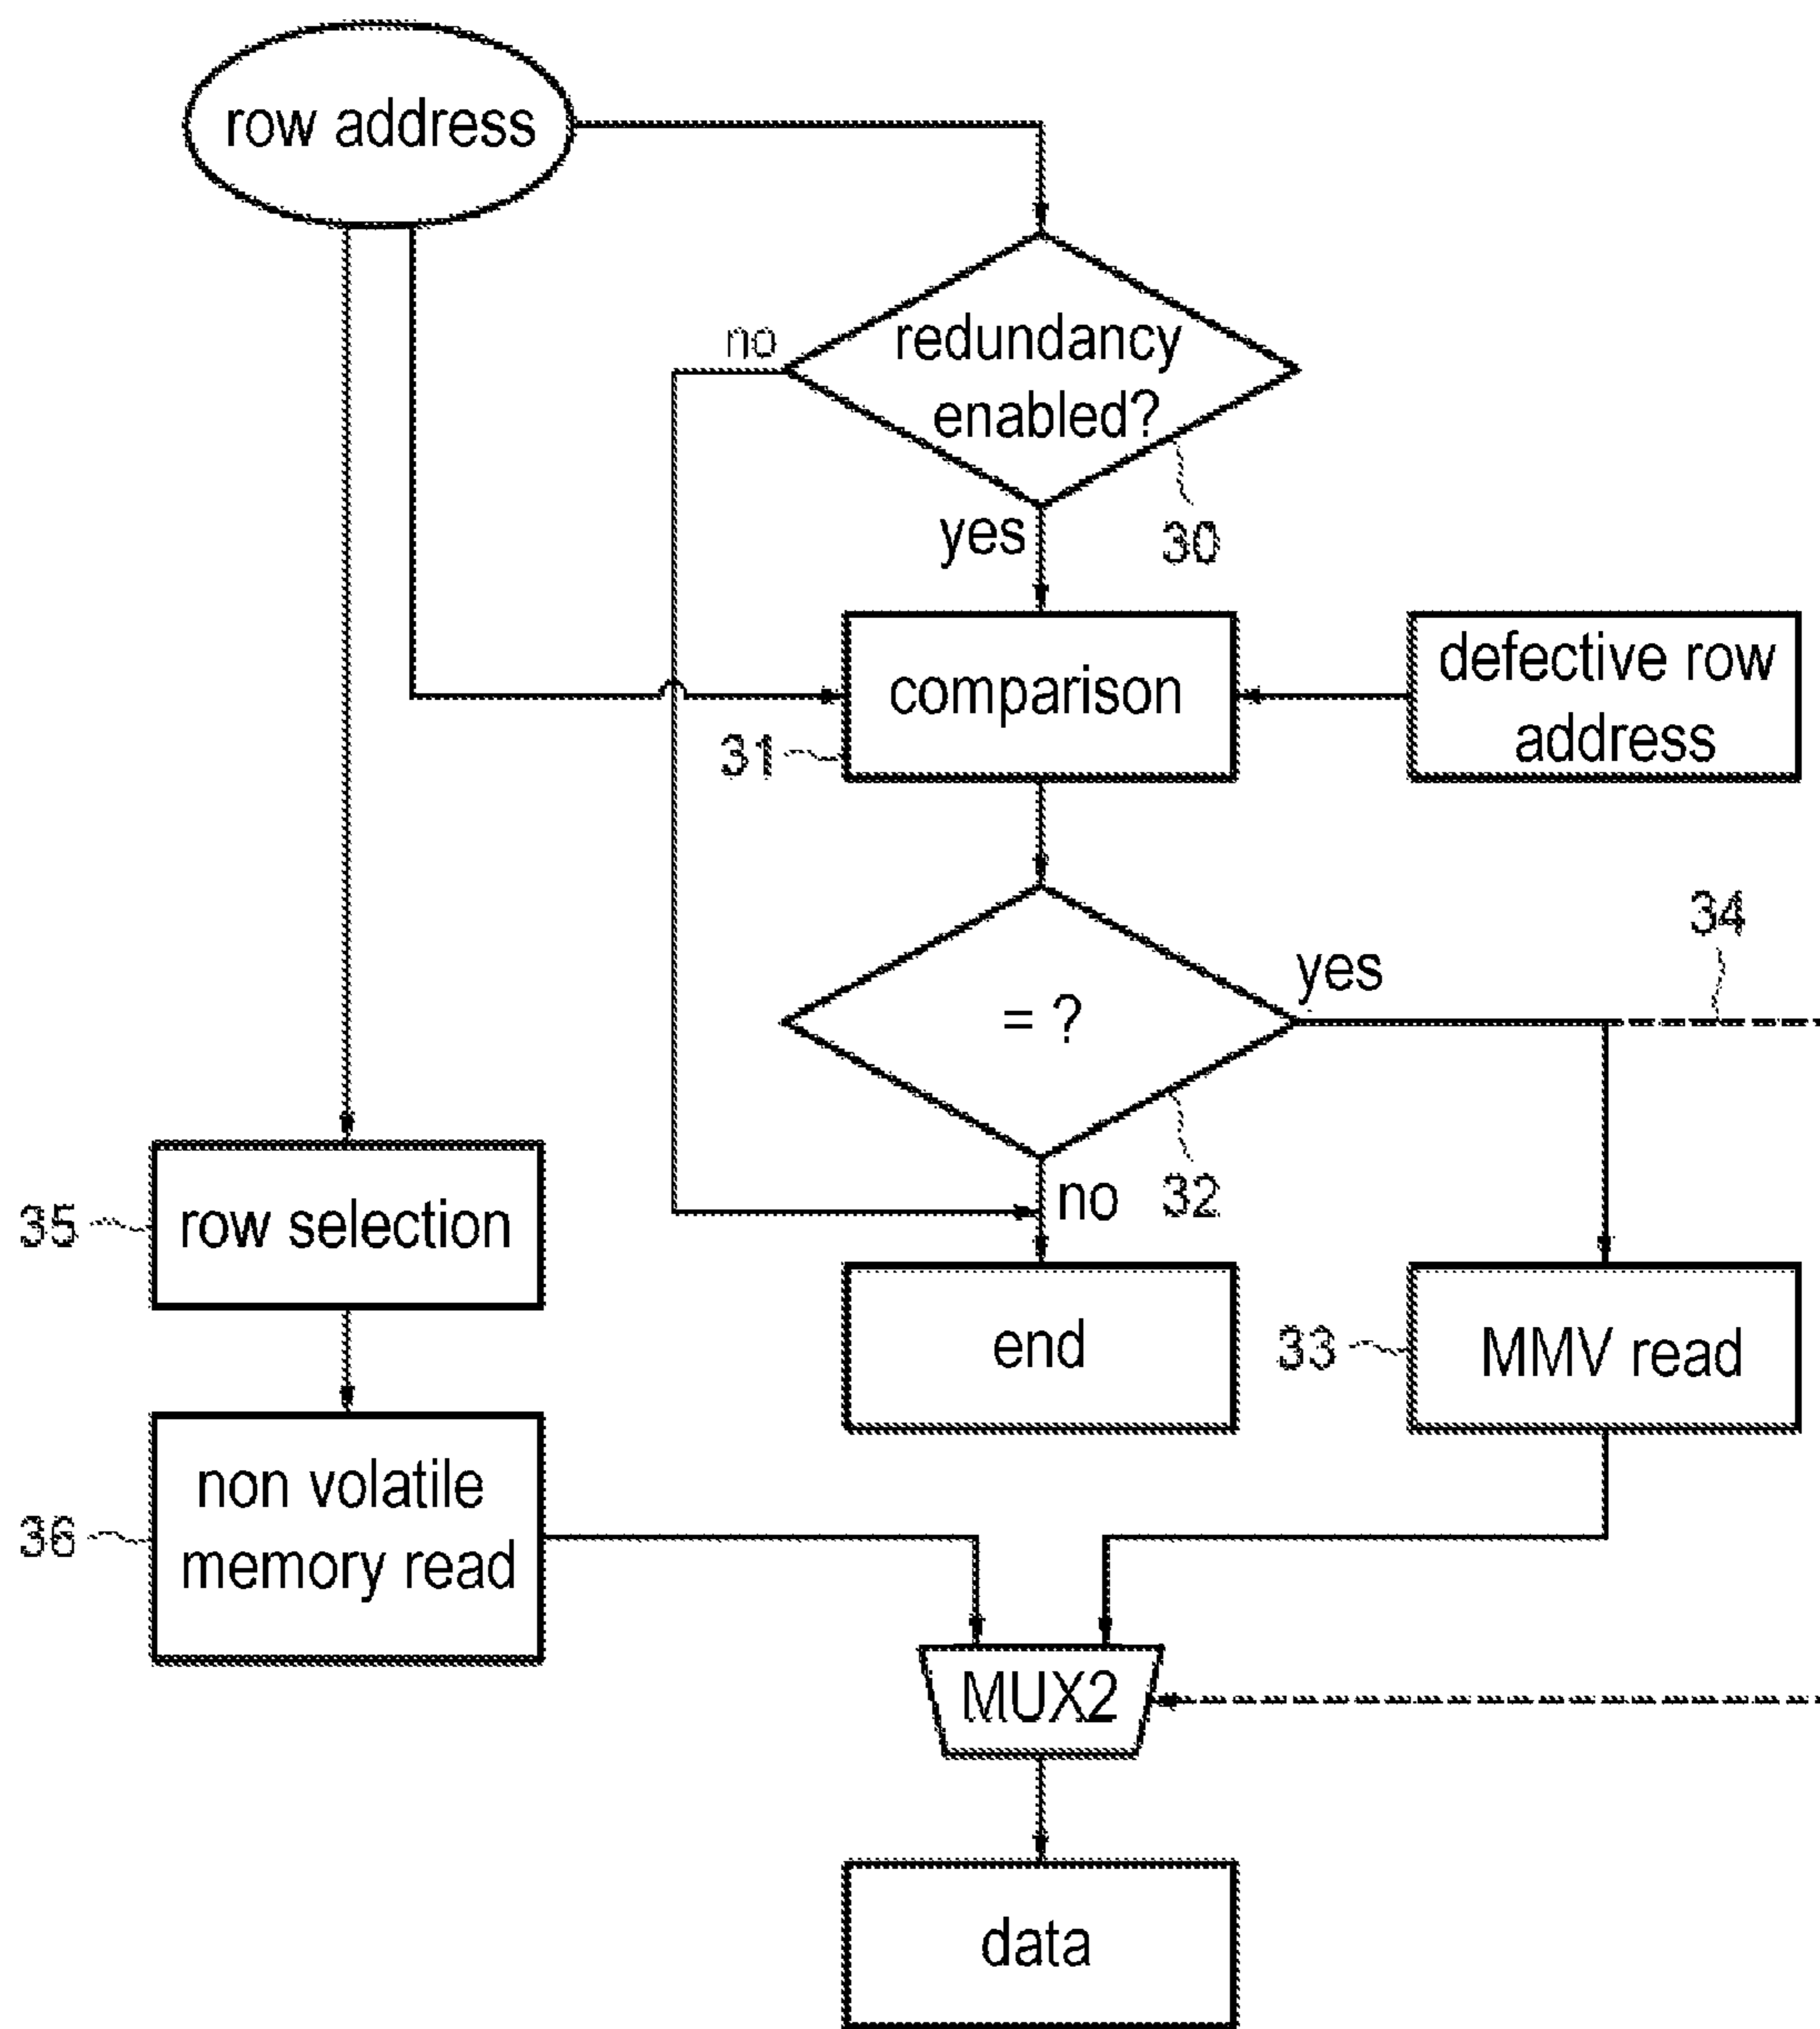 row address
no
redundancy
enabled?
yes
30
comparison
defective row
address
31
34
yes
= ?
32
no
35
row selection
end
33
MMV read
36
non volatile
memory read
MUX2
data